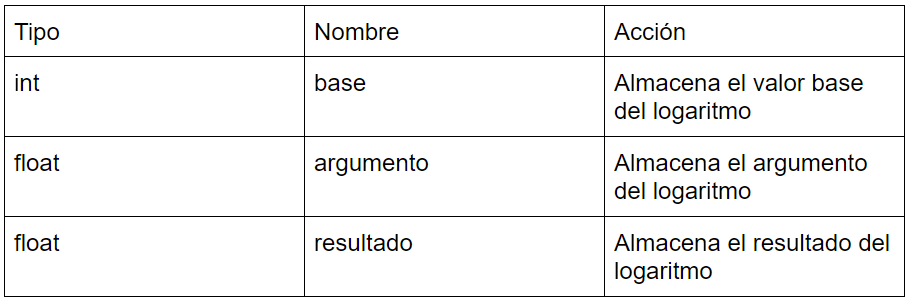 Tipo Nombre Acción
int base Almacena el valor base
del logaritmo
float argumento Almacena el argumento
del logaritmo
float resultado Almacena el resultado del
logaritmo